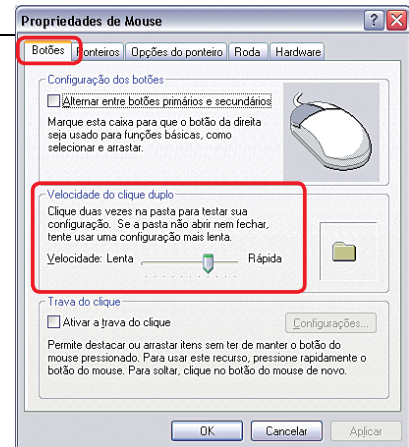 Propriedades de Mouse
Botões Ponteiros Opções do ponteiro Roda Hardware
Configuração dos botões
Alternar entre botões primários e secundários
Marque esta caixa para que o botão da direita
seja usado para funções básicas, como
selecionar e arrastar.
Velocidade do clique duplo
Clique duas vezes na pasta para testar sua
configuração. Se a pasta não abrir nem fechar,
tente usar uma configuração mais lenta.
Velocidade: Lenta Rápida
Trava do clique
Ativar a trava do clique Configurações...
Permite destacar ou arrastar itens sem ter de manter o botão do
mouse pressionado. Para usar este recurso, pressione rapidamente o
botão do mouse. Para soltar, clique no botão do mouse de novo.
OK Cancelar Aplicar